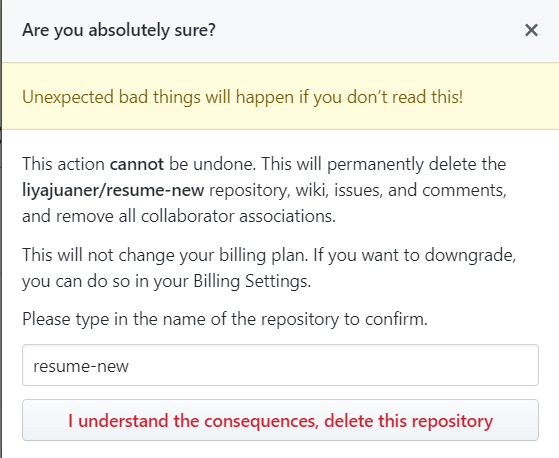 Are you absolutely sure?
Unexpected bad things will happen if you don’t read this!
This action cannot be undone. This will permanently delete the
liyajuaner/resume-new repository, wiki, issues, and comments,
and remove all collaborator associations.
This will not change your billing plan. If you want to downgrade,
you can do so in your Billing Settings.
Please type in the name of the repository to confirm.
resume-new
I understand the consequences, delete this repository